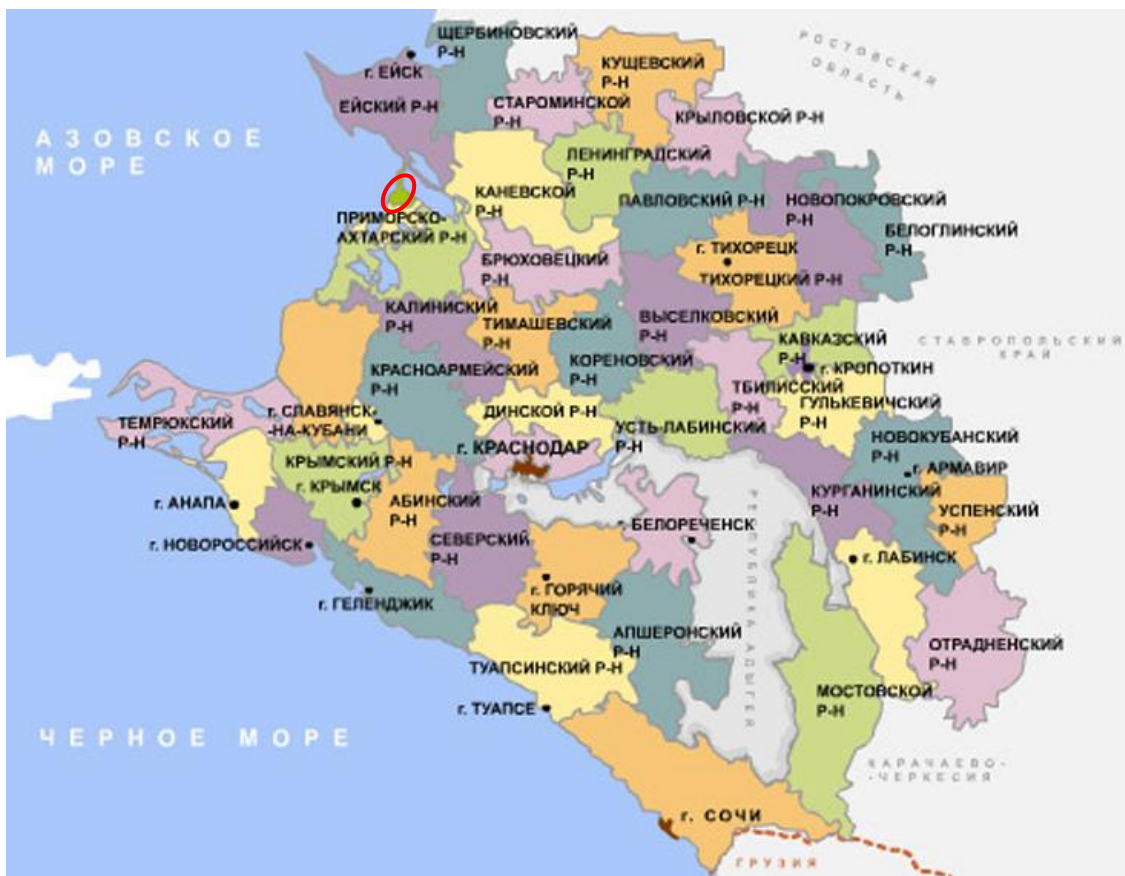 ЩЕРБИНОВСКИЙ
Р-Н
г. ЕЙСК
ЕЙСКИЙ Р-Н
СТАРОМИНСКОЙ
Р-Н
КУЩЕВСКИЙ
Р-Н
РОСТОВСКАЯ
ОБЛАСТЬ
КРЫЛОВСКОЙ Р-Н
АЗОВСКОЕ
МОРЕ
ЛЕНИНГРАДСКИЙ
Р-Н
КАНЕВСКОЙ
Р-Н
ПАВЛОВСКИЙ Р-Н
НОВОПОКРОВСКИЙ
Р-Н
БЕЛОГЛИНСКИЙ
Р-Н
ПРИМОРСКО-
АХТАРСКИЙ Р-Н
г. ТИХОРЕЦК
ТИХОРЕЦКИЙ Р-Н
БРЮХОВЕЦКИЙ
Р-Н
КАЛИНИСКИЙ
Р-Н
ТИМАШЕВСКИЙ
Р-Н
ВЫСЕЛКОВСКИЙ
Р-Н
КАВКАЗСКИЙ
Р-Н
г. КРОПОТКИН
СТАВРОПОЛЬСКИЙ
КРАЙ
КРАСНОАРМЕЙСКИЙ
Р-Н
КОРЕНОВСКИЙ
Р-Н
ТБИЛИССКИЙ
Р-Н
ГУЛЬКЕВИЧСКИЙ
Р-Н
ТЕМРЮКСКИЙ
Р-Н
г. СЛАВЯНСК-
-НА-КУБАНИ
ДИНСКОЙ Р-Н
УСТЬ-ЛАБИНСКИЙ
Р-Н
г. КРАСНОДАР
НОВОКУБАНСКИЙ
Р-Н
г. АРМАВИР
КРЫМСКИЙ Р-Н
г. КРЫМСК
АБИНСКИЙ
Р-Н
КУРГАНИНСКИЙ
Р-Н
УСПЕНСКИЙ
Р-Н
г. АНАПА
г. НОВОРОССИЙСК
СЕВЕРСКИЙ
Р-Н
БЕЛОРЕЧЕНСК
РЕСПУБЛИКА АДЫГЕЯ
г. ЛАБИНСК
г. ГЕЛЕНДЖИК
г. ГОРЯЧИЙ
КЛЮЧ
АПШЕРОНСКИЙ
Р-Н
ОТРАДНЕНСКИЙ
Р-Н
ТУАПСИНСКИЙ Р-Н
МОСТОВСКОЙ
Р-Н
г. ТУАПСЕ
ЧЕРНОЕ МОРЕ
КАРАЧАЕВО-
-ЧЕРКЕСИЯ
г. СОЧИ
ГРУЗИЯ